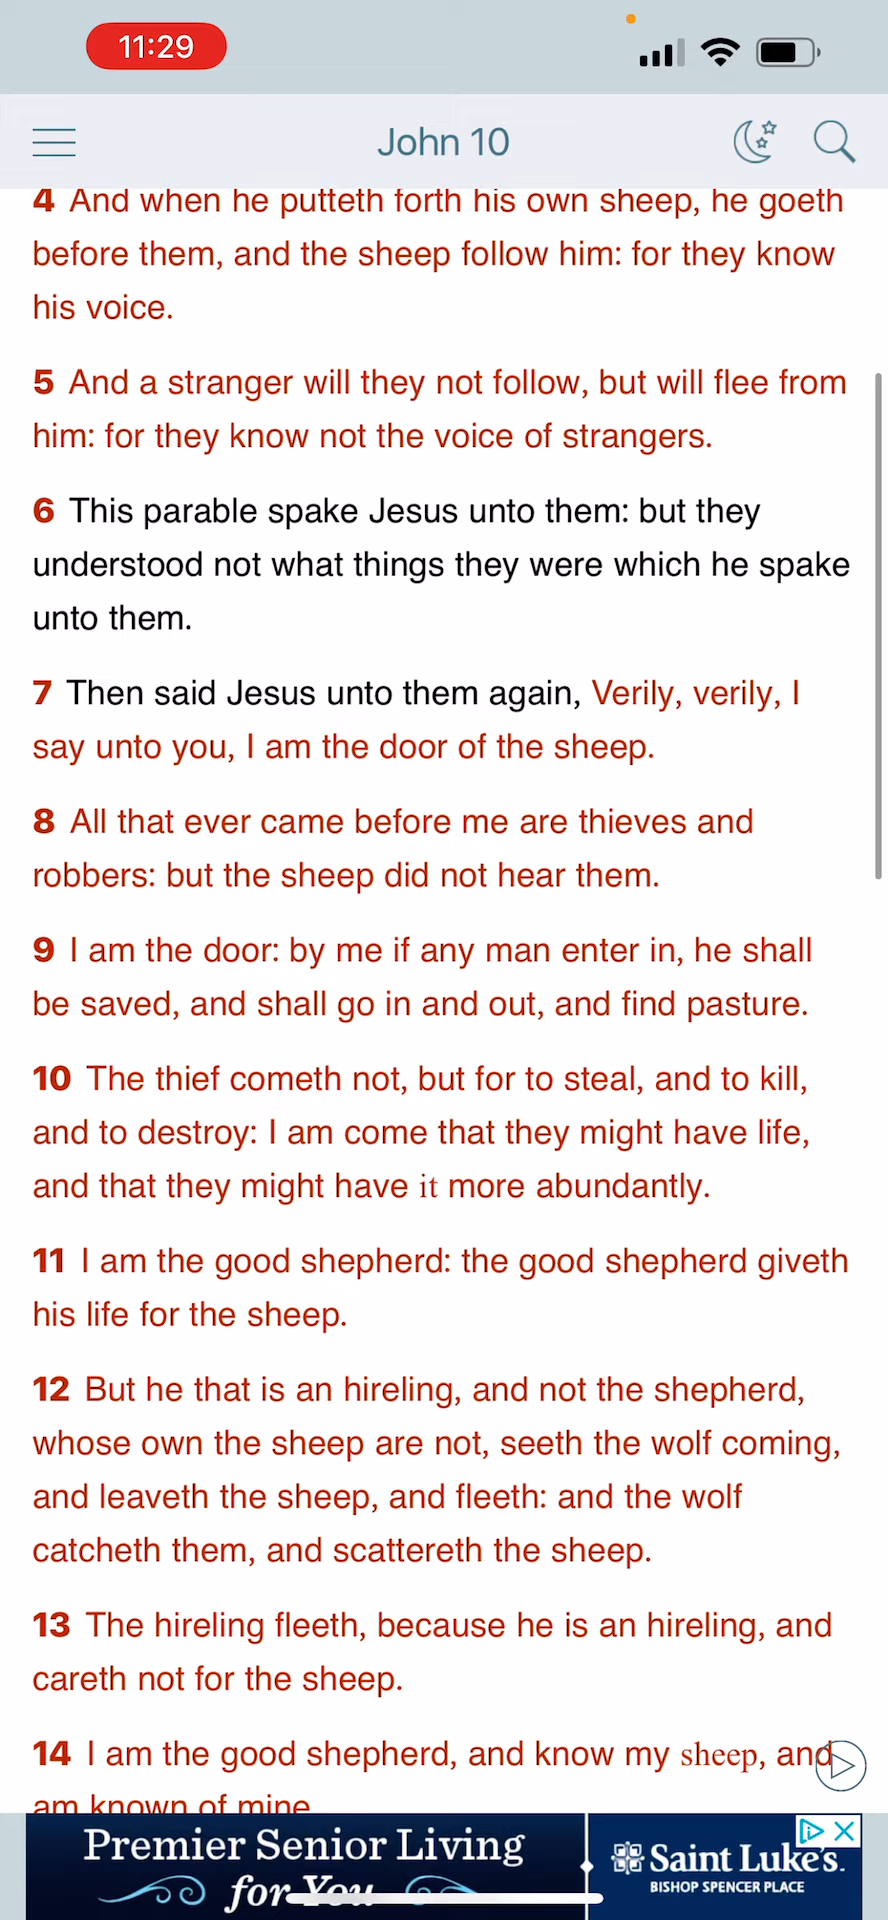 11:29
John 10
4 And when he putteth forth his own sheep, he goeth
before them, and the sheep follow him: for they know
his voice.
5 And a stranger will they not follow, but will flee from
him: for they know not the voice of strangers.
6 This parable spake Jesus unto them: but they
understood not what things they were which he spake
unto them.
7 Then said Jesus unto them again, Verily, verily, I
say unto you, I am the door of the sheep.
8 All that ever came before me are thieves and
robbers: but the sheep did not hear them.
9 I am the door: by me if any man enter in, he shall
be saved, and shall go in and out, and find pasture.
10 The thief cometh not, but for to steal, and to kill,
and to destroy: I am come that they might have life,
and that they might have it more abundantly.
11 I am the good shepherd: the good shepherd giveth
his life for the sheep.
12 But he that is an hireling, and not the shepherd,
whose own the sheep are not, seeth the wolf coming,
and leaveth the sheep, and fleeth: and the wolf
catcheth them, and scattereth the sheep.
13 The hireling fleeth, because he is an hireling, and
careth not for the sheep.
14 I am the good shepherd, and know my sheep, and
am known of mine
Premier Senior Living
for You
Saint Luke's.
BISHOP SPENCER PLACE